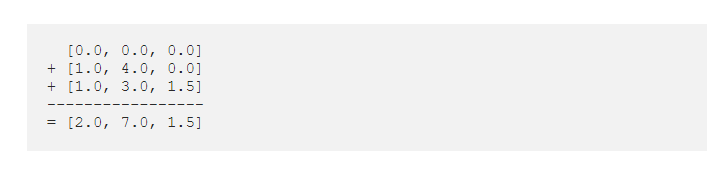 [0.0, 0.0, 0.0]
+ [1.0, 4.0, 0.0]
+ [1.0, 3.0, 1.5]
-----------------
= [2.0, 7.0, 1.5]